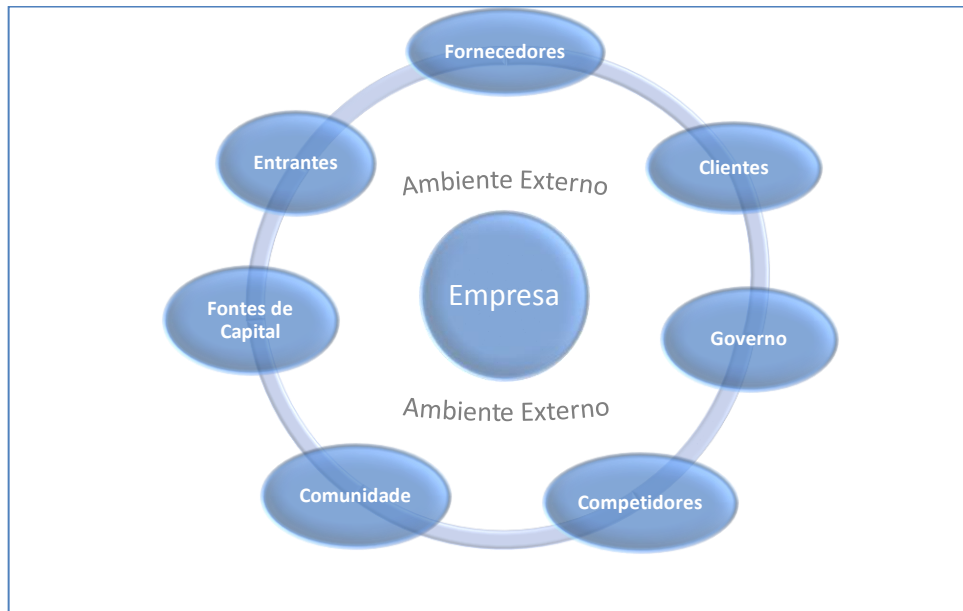 Fornecedores
Entrantes
Clientes
Ambiente Externo
Empresa
Fontes de
Capital
Governo
Ambiente Externo
Comunidade
Competidores